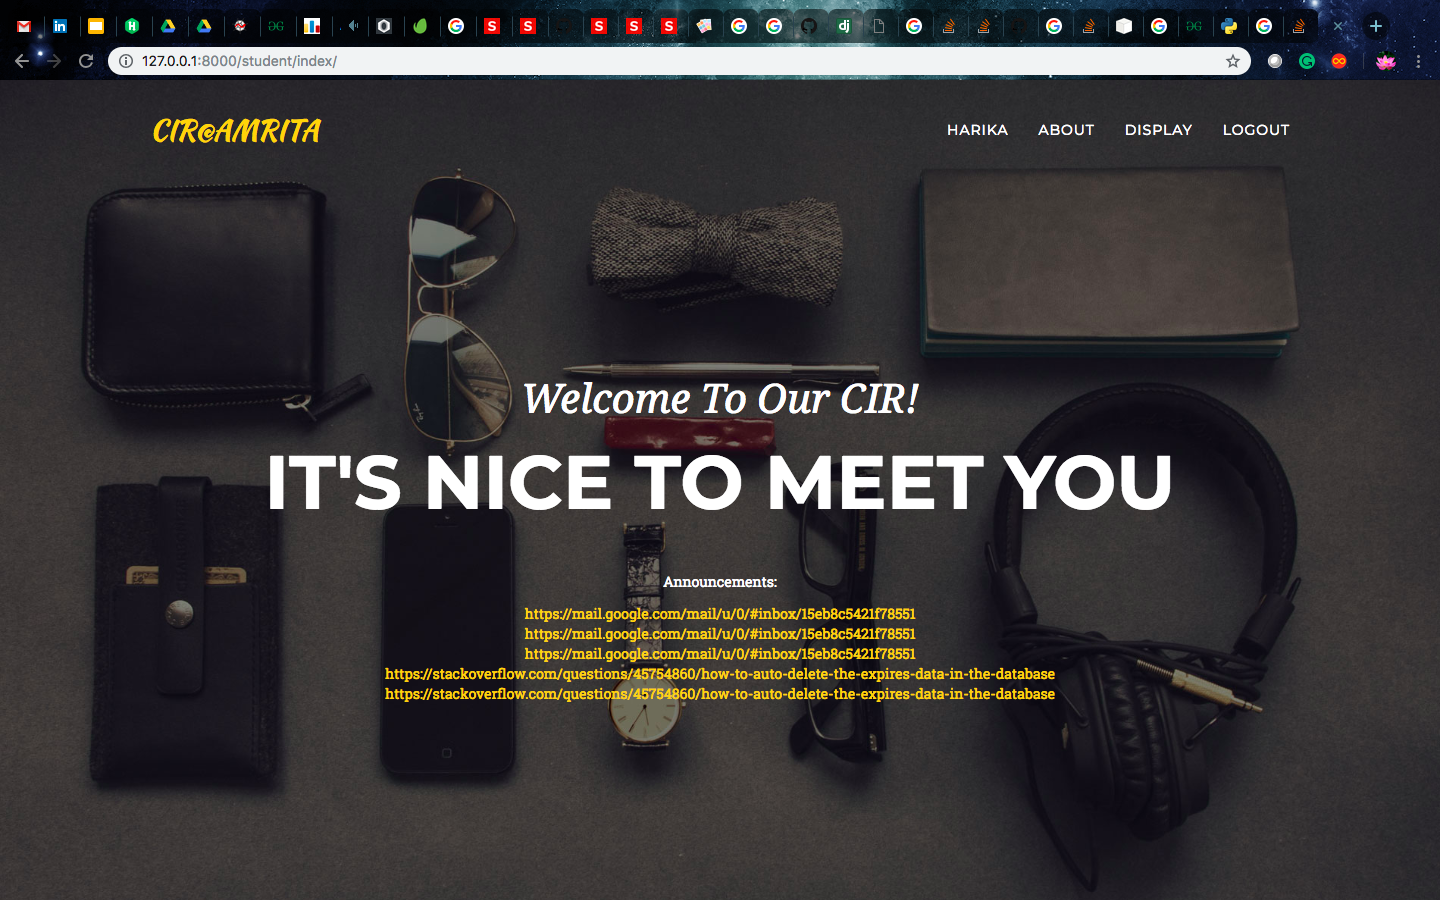 127.0.0.1:8000/student/index/
CIR@AMRITA
HARIKA ABOUT DISPLAY LOGOUT
Welcome To Our CIR!
IT'S NICE TO MEET YOU
Announcements:
https://mail.google.com/mail/u/0/#inbox/15eb8c5421f78551
https://mail.google.com/mail/u/0/#inbox/15eb8c5421f78551
https://mail.google.com/mail/u/0/#inbox/15eb8c5421f78551
https://stackoverflow.com/questions/45754860/how-to-auto-delete-the-expires-data-in-the-database
https://stackoverflow.com/questions/45754860/how-to-auto-delete-the-expires-data-in-the-database